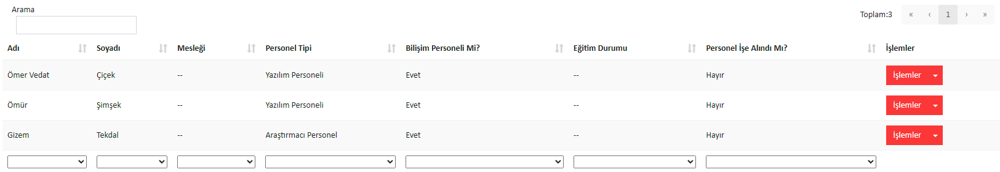 Arama
Toplam:3 « ‹ 1 › »
Adı Soyadı Mesleği Personel Tipi Bilişim Personeli Mi? Eğitim Durumu Personel İşe Alındı Mı? İşlemler
Ömer Vedat Çiçek -- Yazılım Personeli Evet -- Hayır İşlemler
Ömür Şimşek -- Yazılım Personeli Evet -- Hayır İşlemler
Gizem Tekdal -- Araştırmacı Personel Evet -- Hayır İşlemler